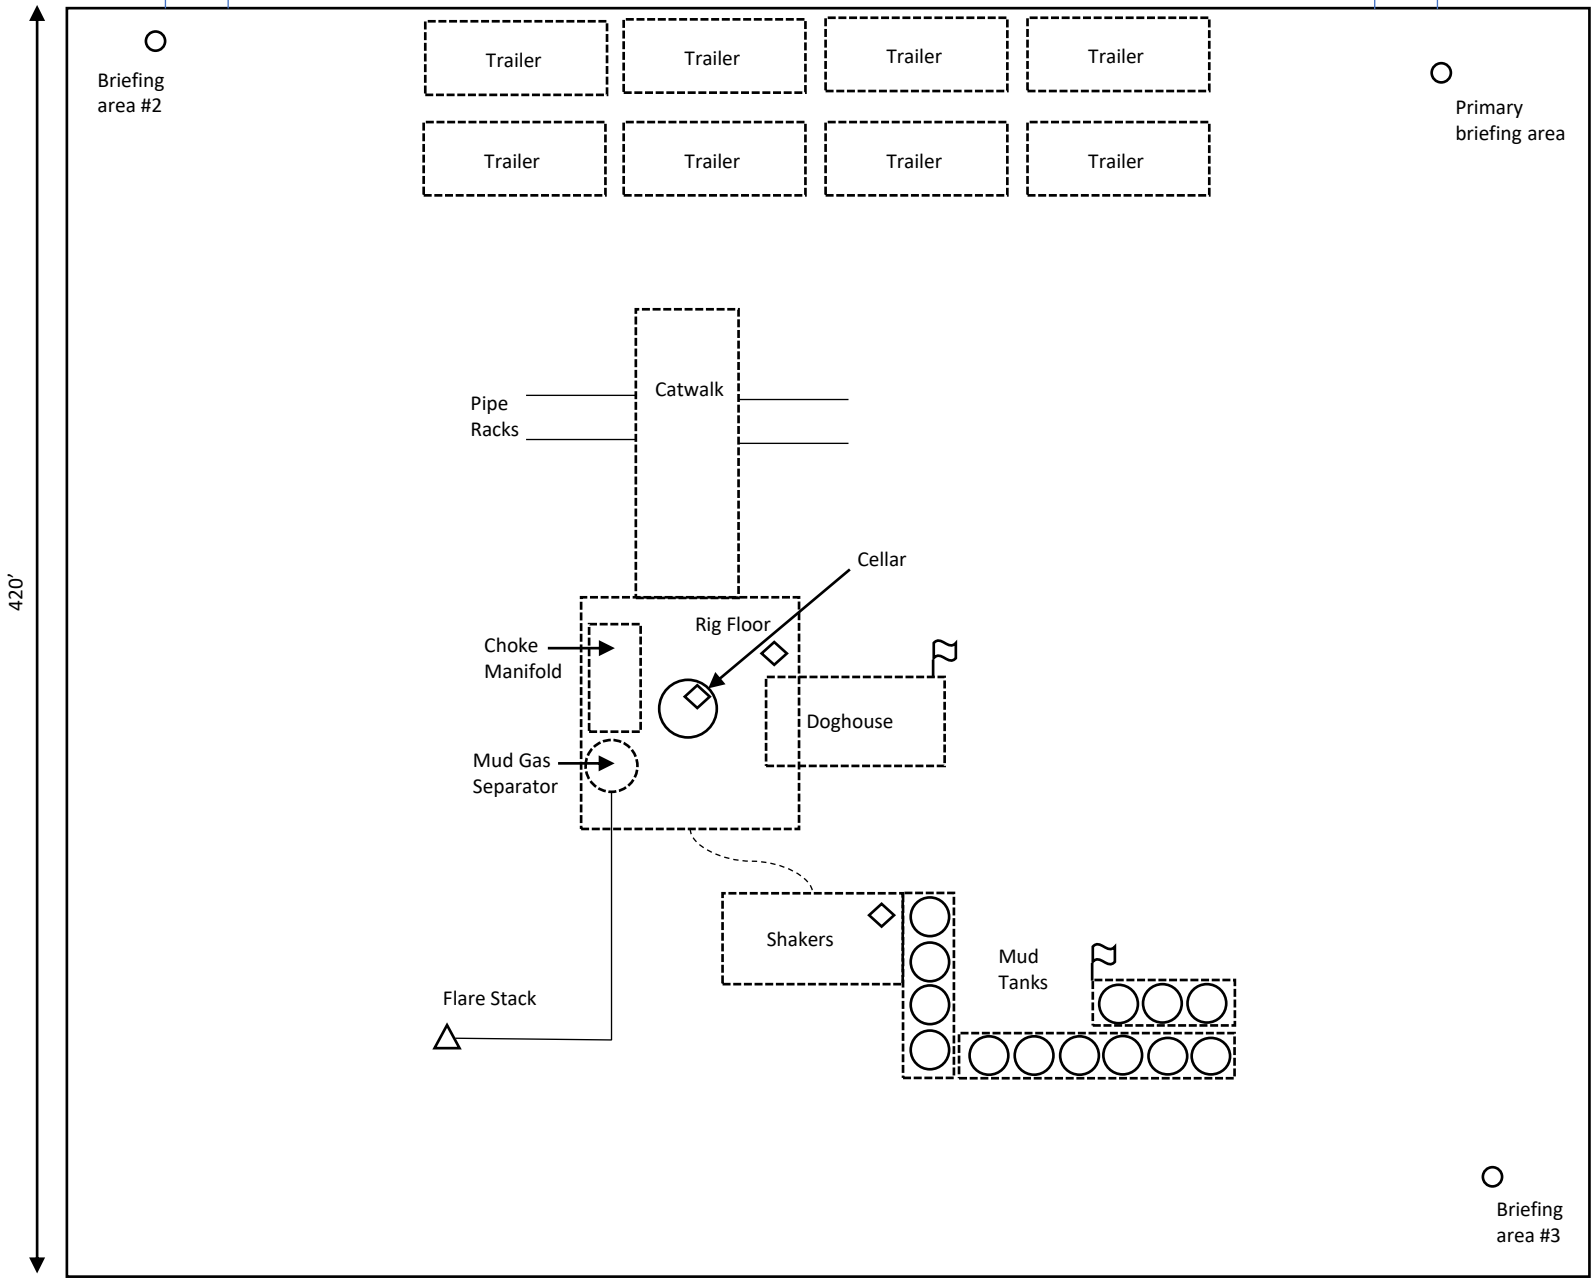 Trailer
Trailer
Trailer
Trailer
Briefing
area #2
Primary
briefing area
Trailer
Trailer
Trailer
Trailer
Catwalk
Pipe
Racks
Cellar
420’
Rig Floor
Choke
Manifold
Doghouse
Mud Gas
Separator
Shakers
Mud
Tanks
Flare Stack
Briefing
area #3